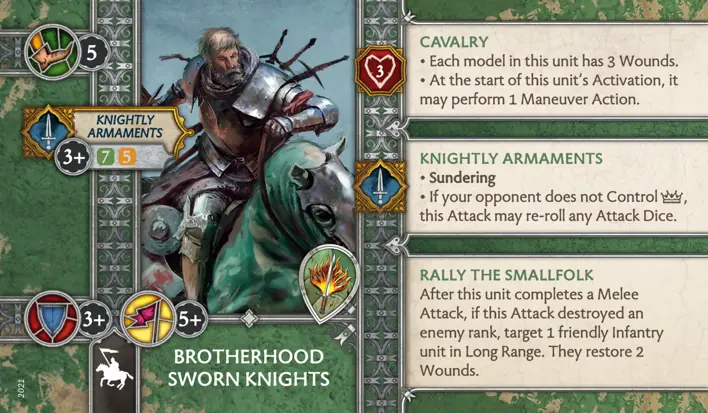 5
KNIGHTLY
ARMAMENTS
3+ 7 5
3+ 5+
BROTHERHOOD
SWORN KNIGHTS
2021
3
CAVALRY
• Each model in this unit has 3 Wounds.
• At the start of this unit's Activation, it
may perform 1 Maneuver Action.
KNIGHTLY ARMAMENTS
• Sundering
• If your opponent does not Control ,
this Attack may re-roll any Attack Dice.
RALLY THE SMALLFOLK
After this unit completes a Melee
Attack, if this Attack destroyed an
enemy rank, target 1 friendly Infantry
unit in Long Range. They restore 2
Wounds.